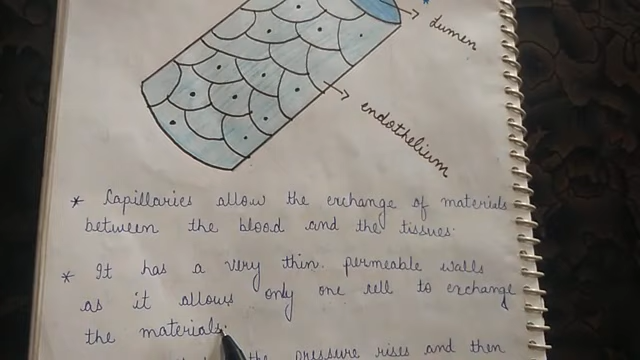 Lumen
endothelium
* Capillaries allow the exchange of materials
between the blood and the tissues.
* It has a very thin permeable walls
as it allows only one cell to exchange
the materials.
the pressure rises and then